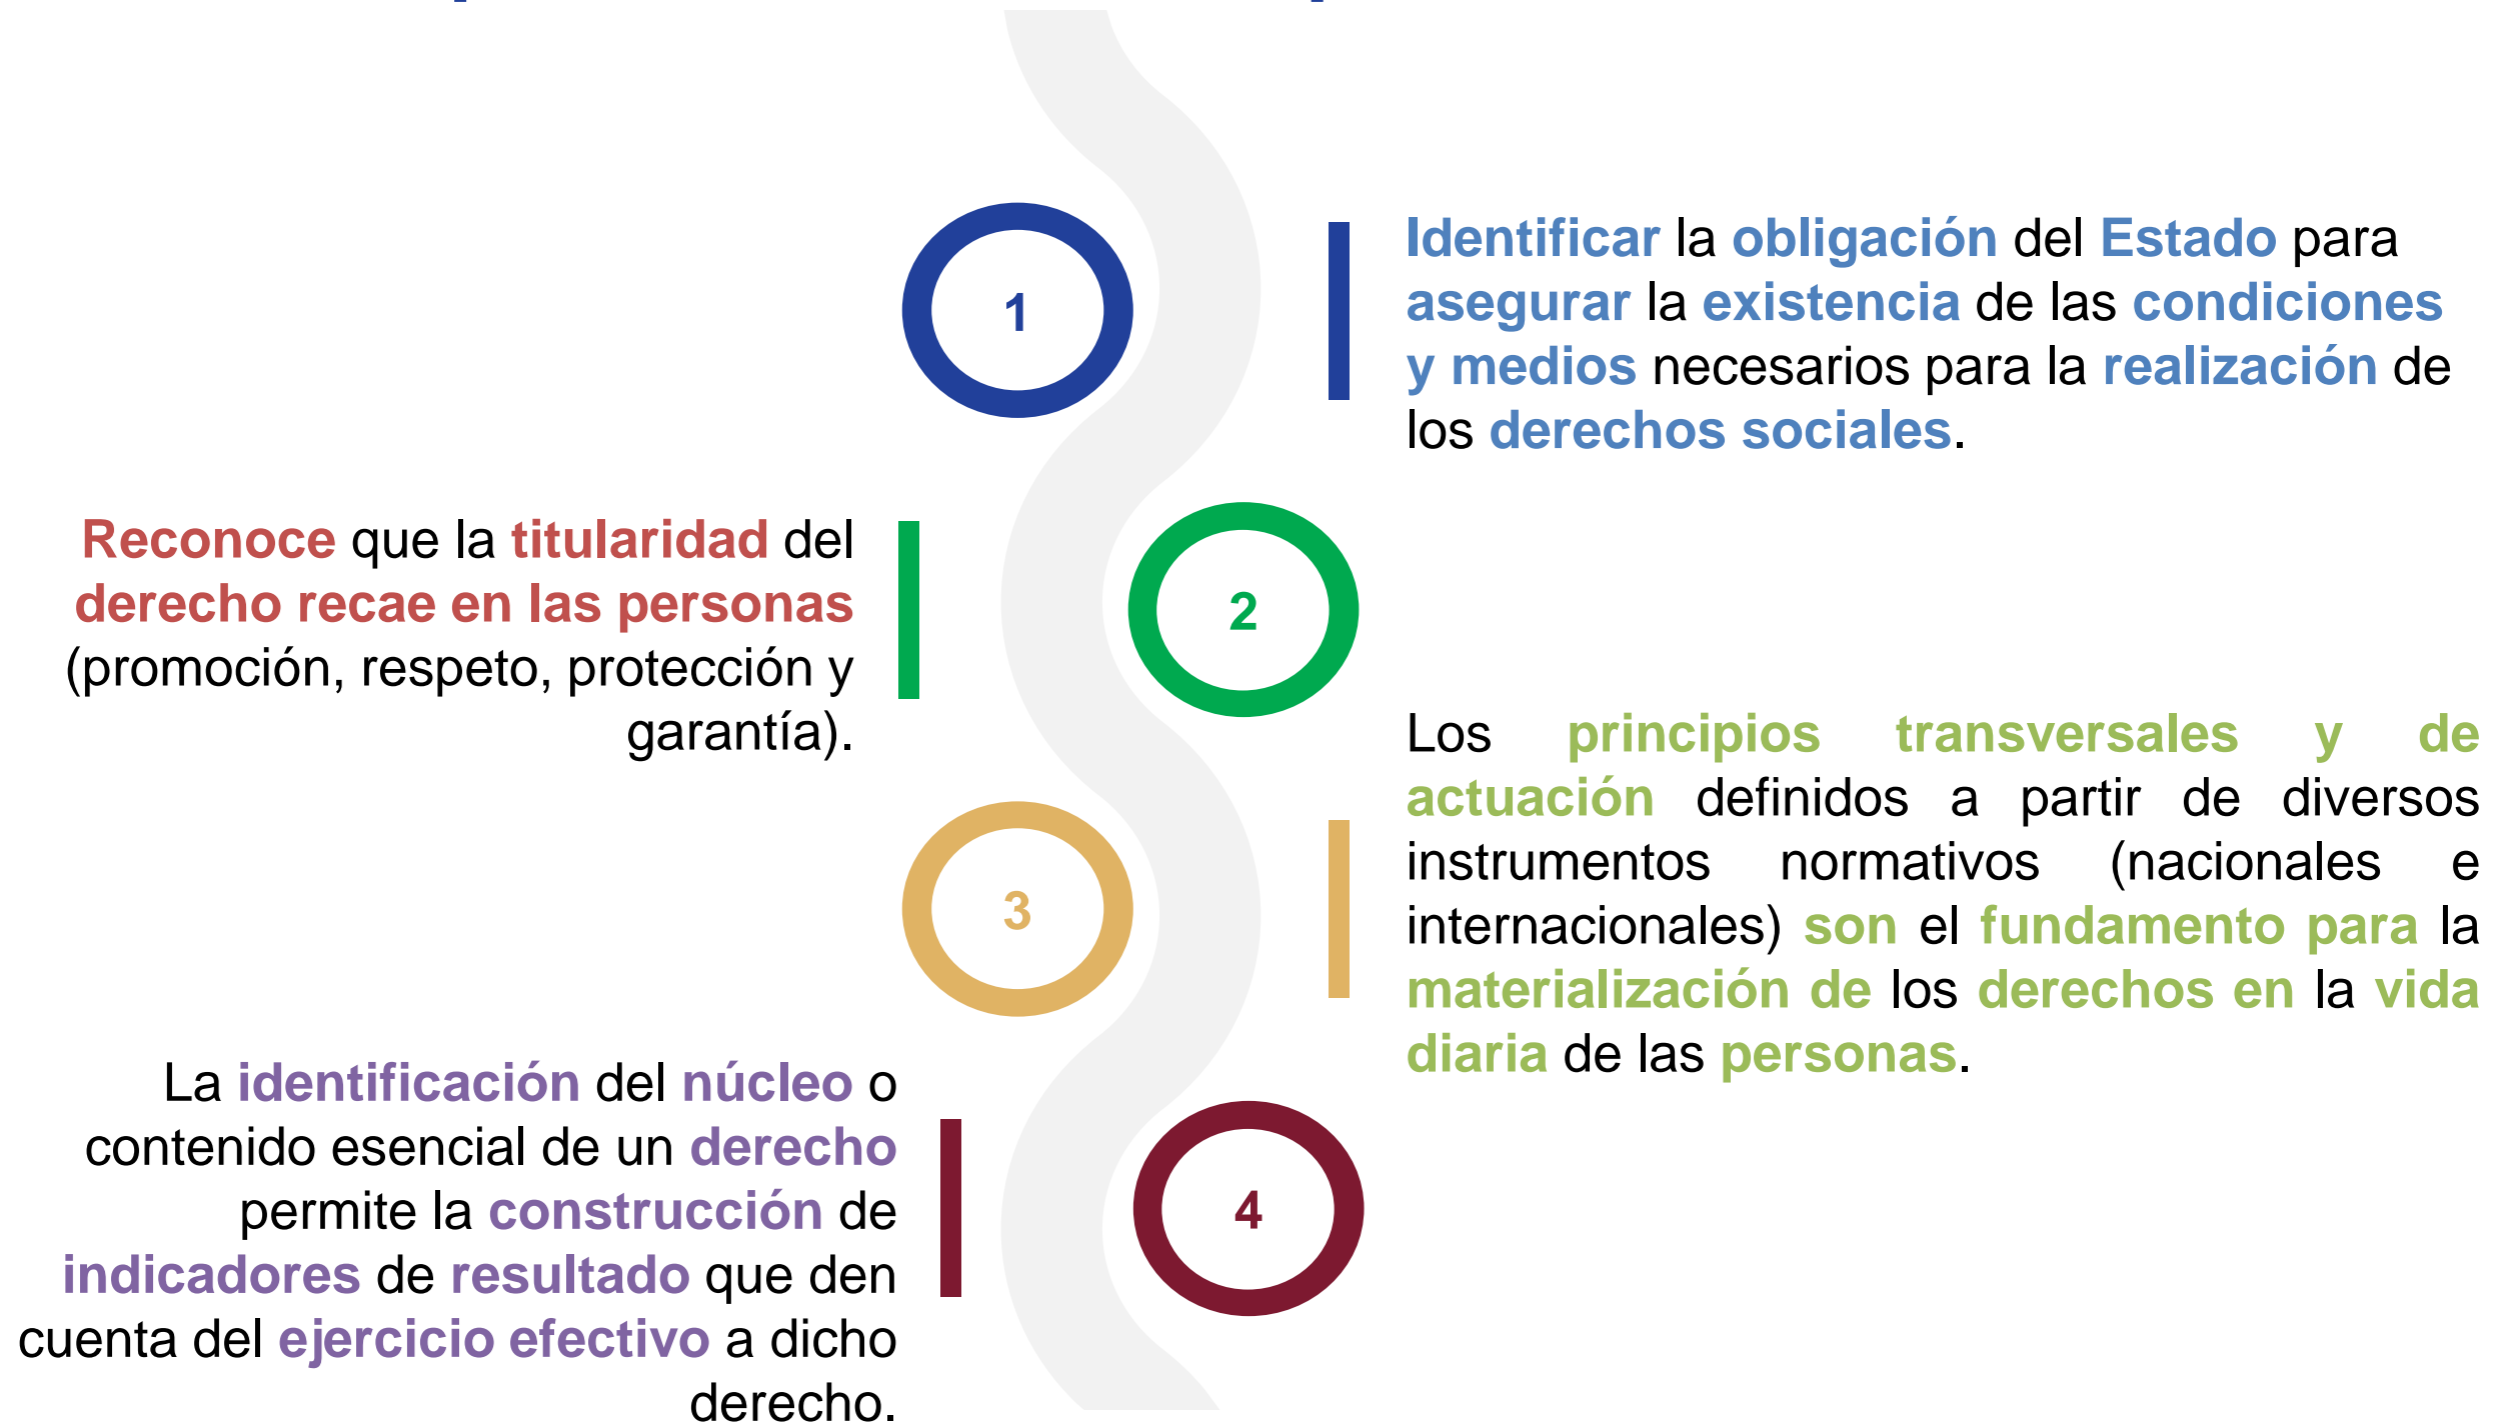 1
Identificar la obligación del Estado para
asegurar la existencia de las condiciones
y medios necesarios para la realización de
los derechos sociales.
2
Reconoce que la titularidad del
derecho recae en las personas
(promoción, respeto, protección y
garantía).
3
Los principios transversales y de
actuación definidos a partir de diversos
instrumentos normativos (nacionales e
internacionales) son el fundamento para la
materialización de los derechos en la vida
diaria de las personas.
4
La identificación del núcleo o
contenido esencial de un derecho
permite la construcción de
indicadores de resultado que den
cuenta del ejercicio efectivo a dicho
derecho.